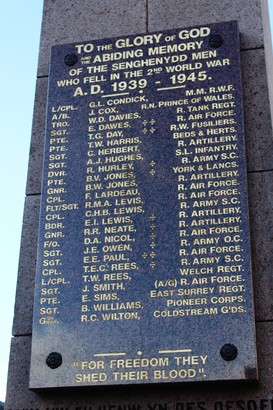 TO THE GLORY OF GOD
AND IN THE ABIDING MEMORY
OF THE SENGHENYDD MEN
WHO FELL IN THE 2ND WORLD WAR
A.D. 1939 - 1945.
L/CPL. G.L. CONDICK, M.M. R.W.F.
A/B. J. COX, R.N. PRINCE OF WALES.
TRO. W.D. DAVIES, R. TANK REGT.
SGT. E. DAWES, R. AIR FORCE.
PTE. T.G. DAY, R.W. FUSILIERS.
PTE. T.W. HARRIS, BEDS & HERTS.
SGT. C. HERBERT, R. ARTILLERY.
SGT. A.J. HUGHES, S.L. INFANTRY.
R. HURLEY, R. ARMY S.C.
PTE. B.V. JONES, YORK & LANCS.
GNR. B.W. JONES, R. ARTILLERY.
CPL. F. LARDEAU, R. AIR FORCE.
FLT/SGT. R.M.A. LEVIS, R. ARMY S.C.
CPL. C.H.B. LEWIS, R. ARTILLERY.
BDR. E.I. LEWIS, R. ARTILLERY.
GNR. R.R. NEATE, R. ARTILLERY.
F/O. D.A. NICOL, R. AIR FORCE.
SGT. J.E. OWEN, R. ARMY O.C.
SGT. E.E. PAUL, R. AIR FORCE.
CPL. T.E.C. REES, R. ARMY S.C.
L/CPL. T.W. REES, WELCH REGT.
SGT. J. SMITH, (A/G) R. AIR FORCE.
PTE. E. SIMS, EAST SURREY REGT.
SGT. B. WILLIAMS, PIONEER CORPS.
R.C. WILTON, COLDSTREAM G'DS.
"FOR FREEDOM THEY
SHED THEIR BLOOD".